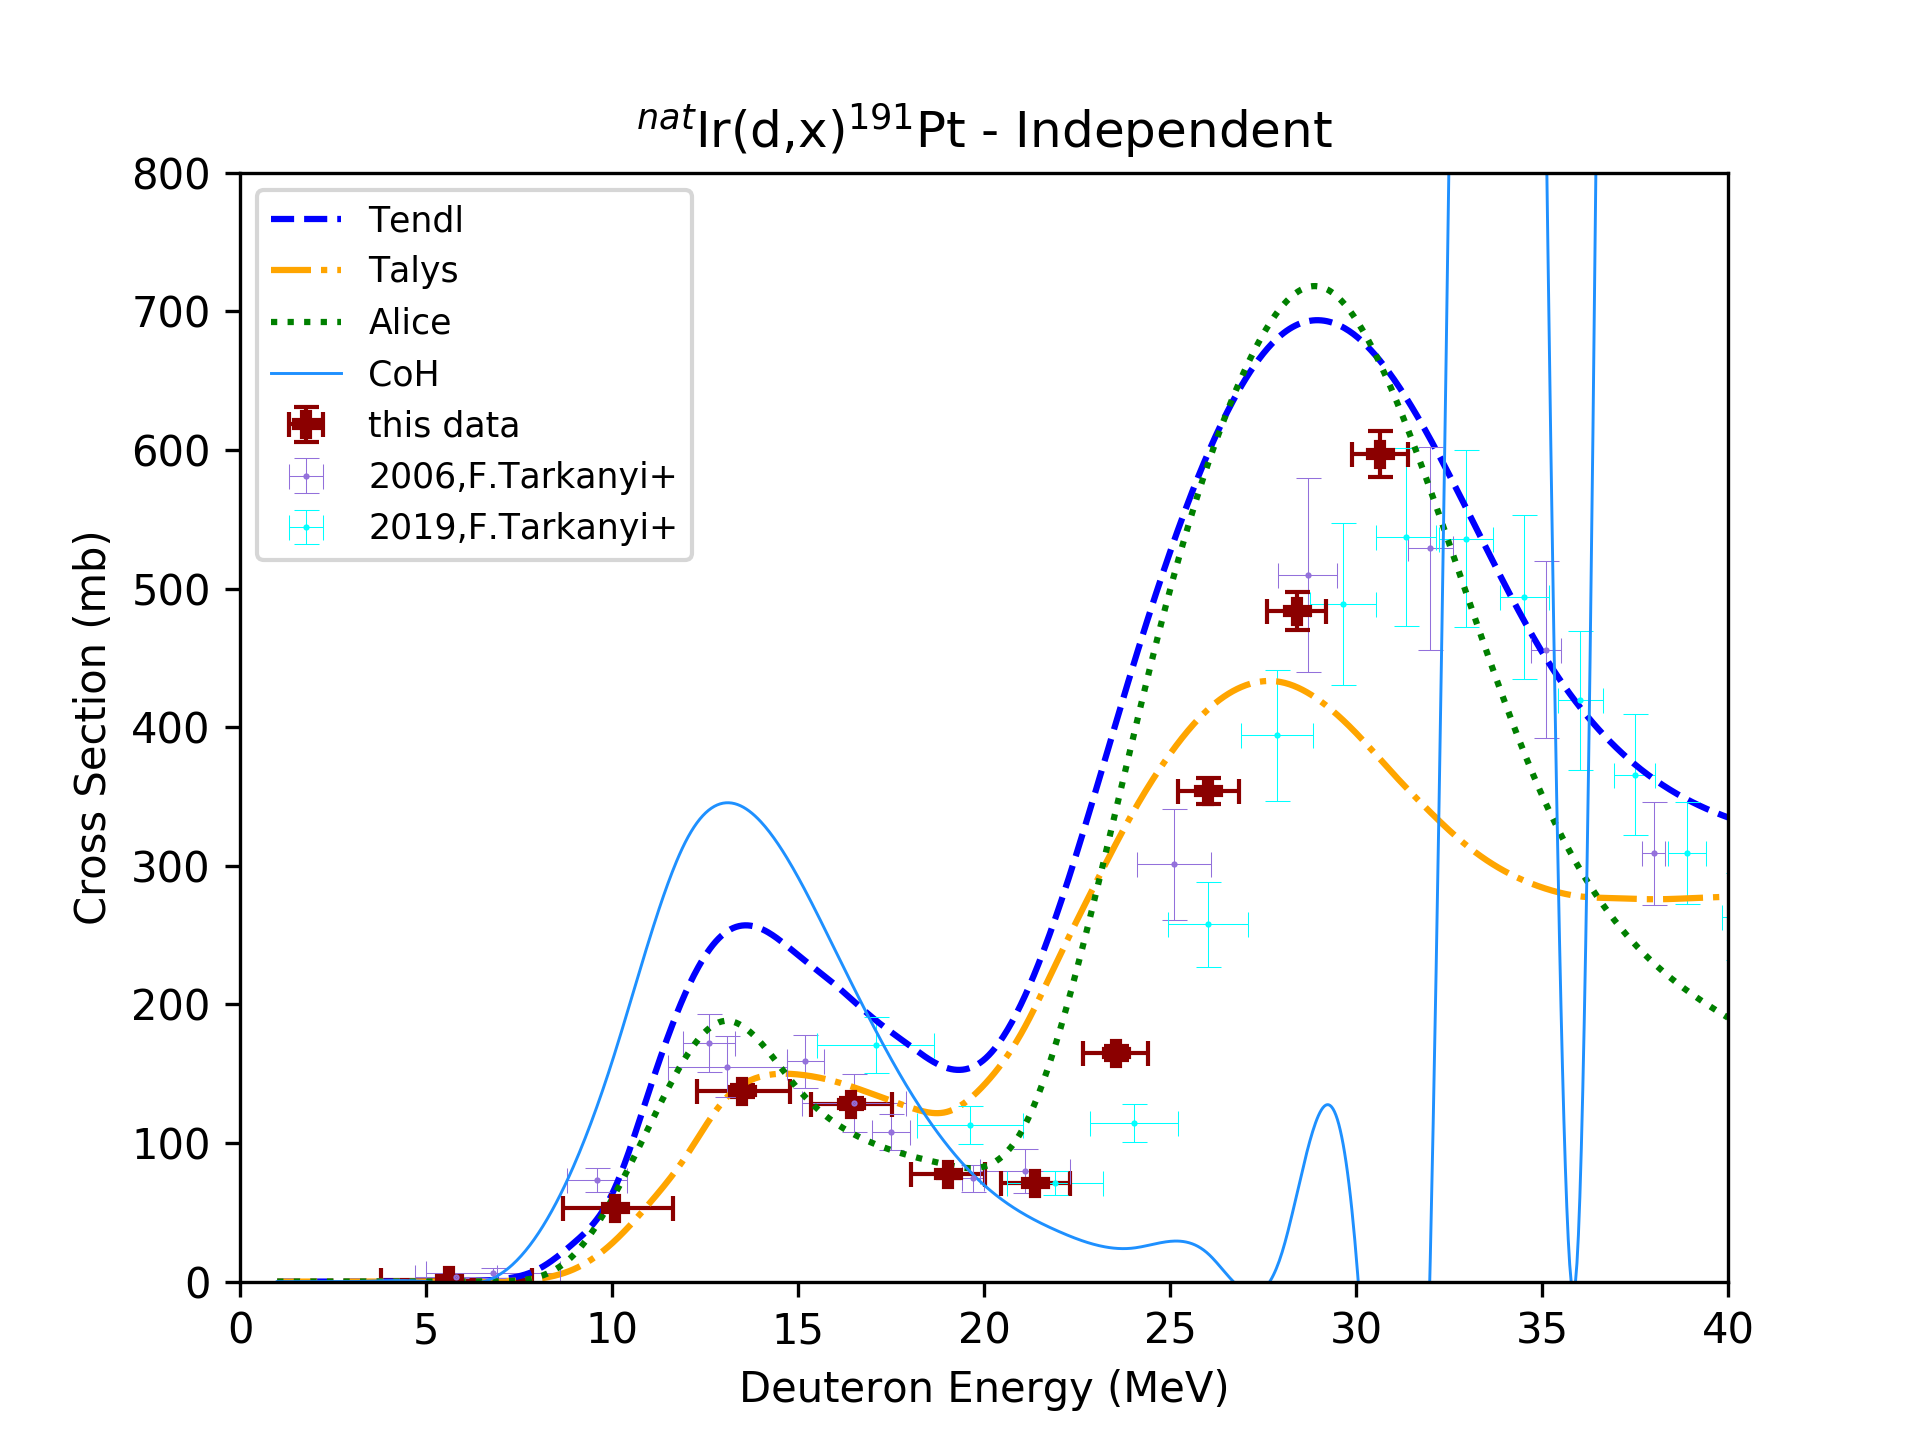 natIr(d,x)191Pt - Independent
Tendl
Talys
Alice
CoH
this data
2006,F.Tarkanyi+
2019,F.Tarkanyi+
Cross Section (mb)
800
700
600
500
400
300
200
100
0
0 5 10 15 20 25 30 35 40
Deuteron Energy (MeV)